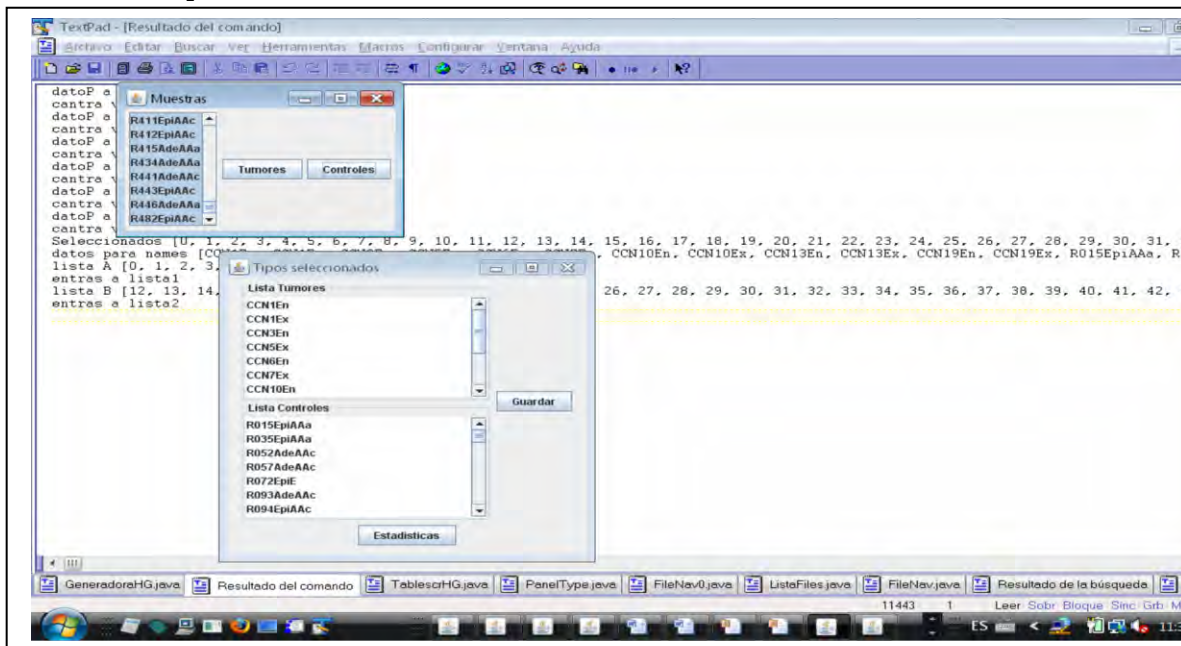 TextPad - [Resultado del comando]
Archivo Editar Buscar Ver Herramientas Macros Configurar Ventana Ayuda
datoP a
cantra
datoP a
cantra
datoP a
cantra
datoP a
cantra
datoP a
cantra
datoP a
cantra
Muestras
R411EpiAAc
R412EpiAAc
R415AdeAAa
R434AdeAAa
R441AdeAAc
R443EpiAAc
R446AdeAAa
R482EpiAAc
Tumores
Controles
Seleccionados [0, 1, 2, 3, 4, 5, 6, 7, 8, 9, 10, 11, 12, 13, 14, 15, 16, 17, 18, 19, 20, 21, 22, 23, 24, 25, 26, 27, 28, 29, 30, 31,
datos para names , CCN10En, CCN10Ex, CCN13En, CCN13Ex, CCN19En, CCN19Ex, R015EpiAAa, R
lista A [0, 1, 2, 3,
entras a lista1
lista B [12, 13, 14, 26, 27, 28, 29, 30, 31, 32, 33, 34, 35, 36, 37, 38, 39, 40, 41, 42,
entras a lista2
Tipos seleccionados
Lista Tumores
CCN1En
CCN1Ex
CCN3En
CCN5Ex
CCN6En
CCN7Ex
CCN10En
Guardar
Lista Controles
R015EpiAAa
R035EpiAAa
R052AdeAAc
R057AdeAAc
R072EpiE
R093AdeAAc
R094EpiAAc
Estadisticas
GeneradoraHG.java Resultado del comando TablescrHG.java PanelType.java FileNav0.java ListaFiles.java FileNav.java Resultado de la búsqueda
11443 1 Leer Sobr Bloque Sinc Grb
ES